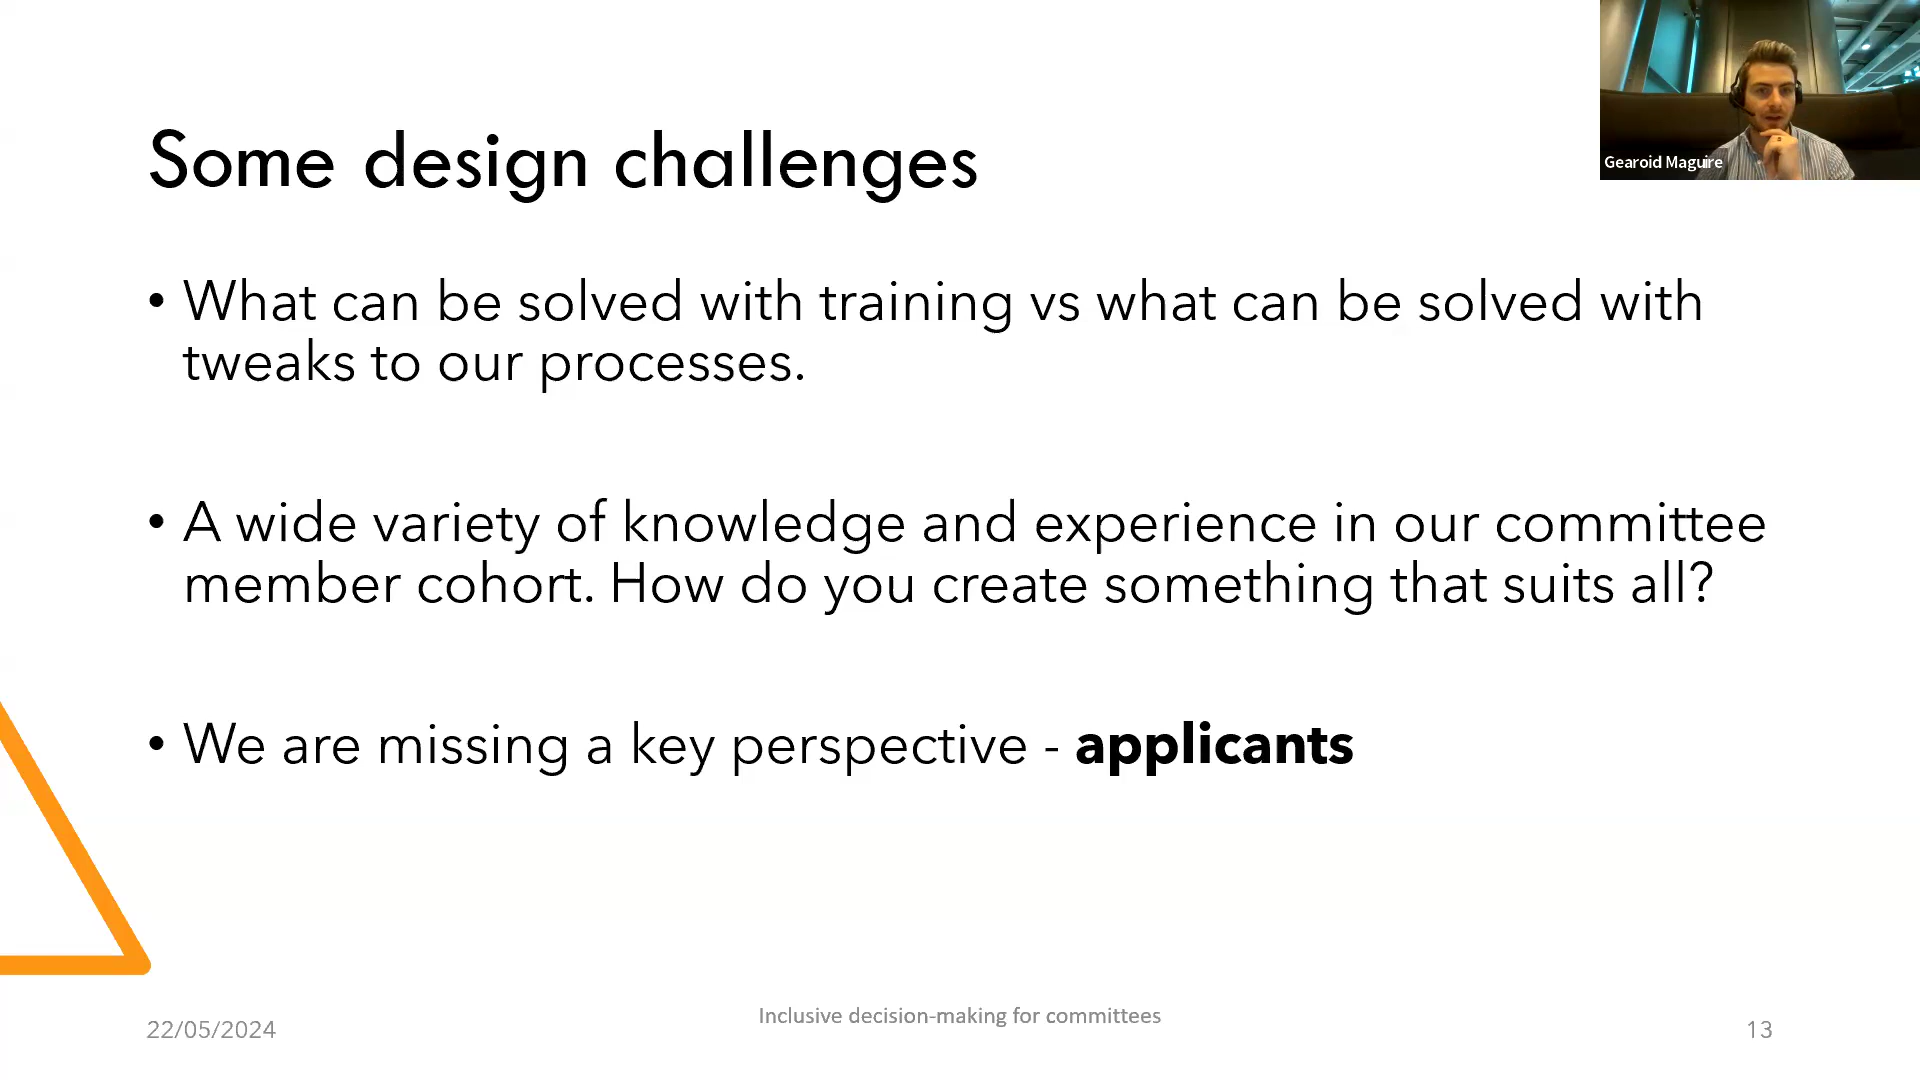 Gearoid Maguire
Some design challenges
• What can be solved with training vs what can be solved with
tweaks to our processes.
• A wide variety of knowledge and experience in our committee
member cohort. How do you create something that suits all?
• We are missing a key perspective - applicants
22/05/2024
Inclusive decision-making for committees
13